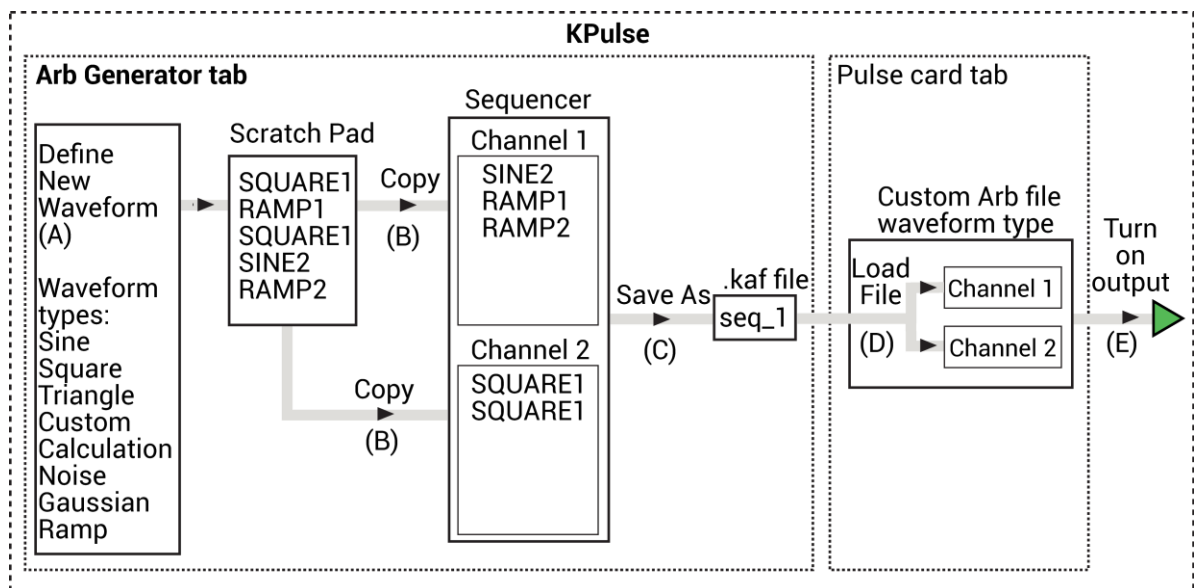 KPulse
Arb Generator tab
Define
New
Waveform
(A)
Waveform
types:
Sine
Square
Triangle
Custom
Calculation
Noise
Gaussian
Ramp
Scratch Pad
SQUARE1
RAMP1
SQUARE1
SINE2
RAMP2
Copy
(B)
Copy
(B)
Sequencer
Channel 1
SINE2
RAMP1
RAMP2
Channel 2
SQUARE1
SQUARE1
Save As
(C)
.kaf file
seq_1
Pulse card tab
Custom Arb file
waveform type
Load
File
(D)
Channel 1
Channel 2
Turn
on
output
(E)